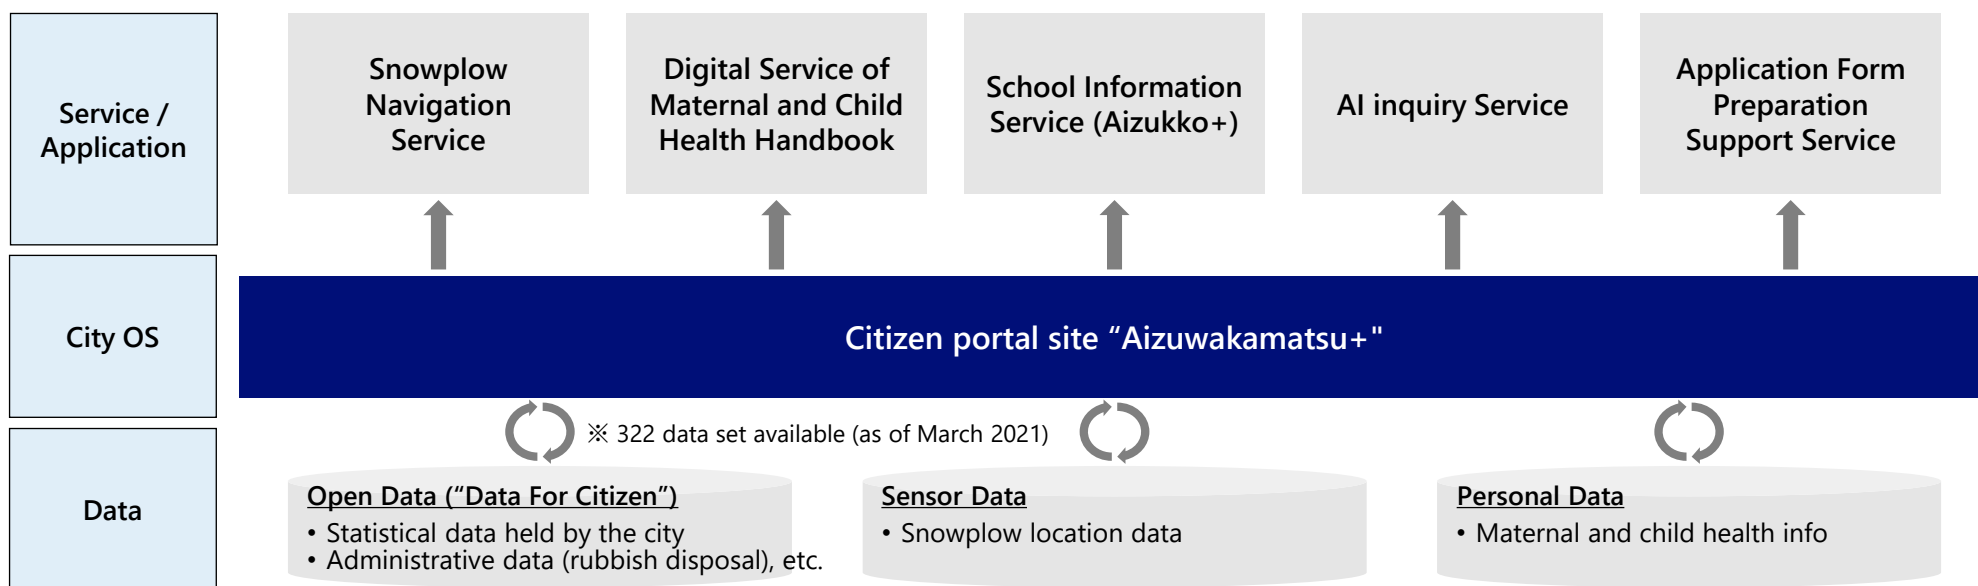 Service /
Application
Snowplow
Navigation
Service
Digital Service of
Maternal and Child
Health Handbook
School Information
Service (Aizukko+)
AI inquiry Service
Application Form
Preparation
Support Service
City OS
Citizen portal site “Aizuwakamatsu+"
※ 322 data set available (as of March 2021)
Data
Open Data (“Data For Citizen”)
• Statistical data held by the city
• Administrative data (rubbish disposal), etc.
Sensor Data
• Snowplow location data
Personal Data
• Maternal and child health info